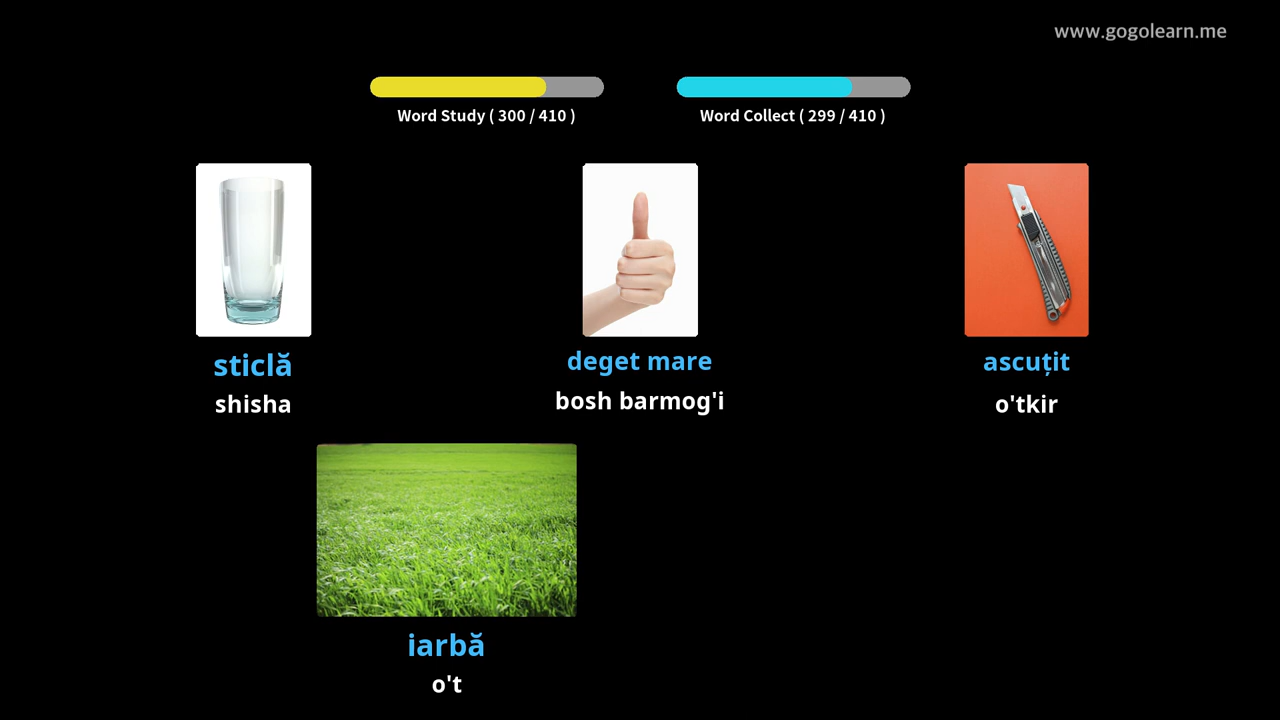 www.gogolearn.me
Word Study ( 300 / 410 )
Word Collect ( 299 / 410 )
sticlă
shisha
deget mare
bosh barmog'i
ascuțit
o'tkir
iarbă
o't